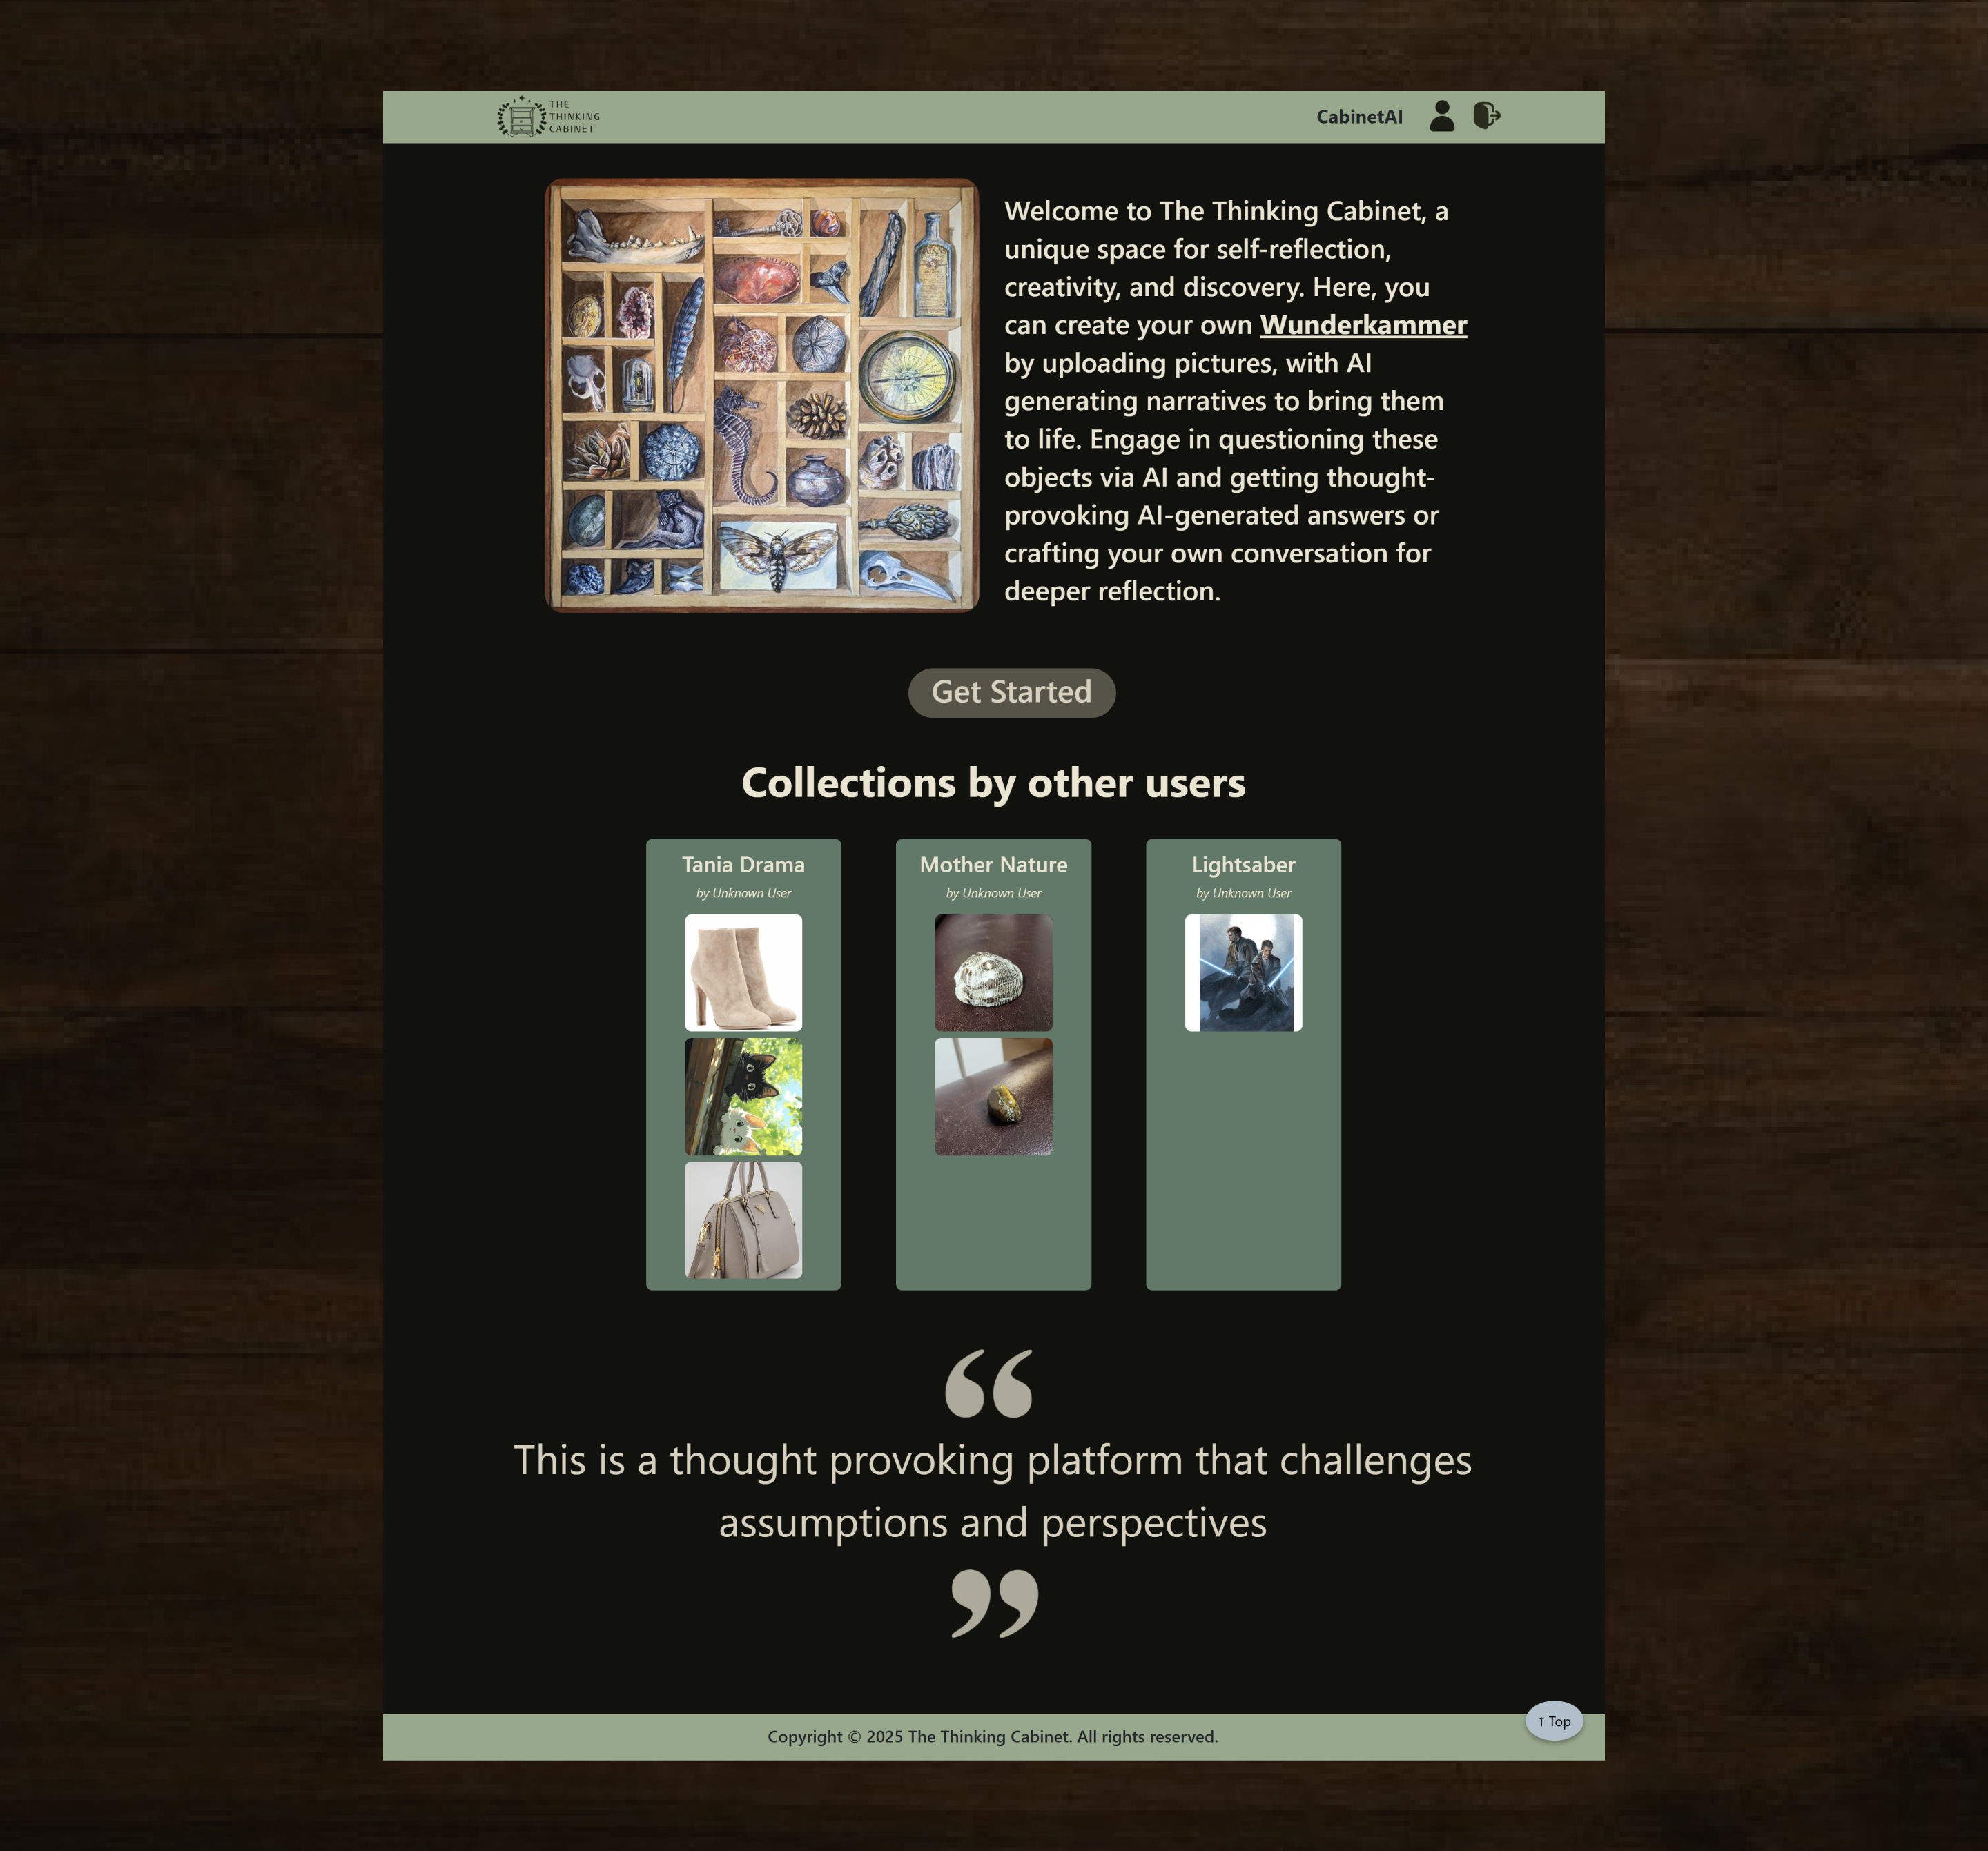 THE
THINKING
CABINET
CabinetAI
Welcome to The Thinking Cabinet, a
unique space for self-reflection,
creativity, and discovery. Here, you
can create your own Wunderkammer
by uploading pictures, with AI
generating narratives to bring them
to life. Engage in questioning these
objects via AI and getting thought-
provoking AI-generated answers or
crafting your own conversation for
deeper reflection.
Get Started
Collections by other users
Tania Drama
by Unknown User
Mother Nature
by Unknown User
Lightsaber
by Unknown User
“
This is a thought provoking platform that challenges
assumptions and perspectives
”
↑ Top
Copyright © 2025 The Thinking Cabinet. All rights reserved.